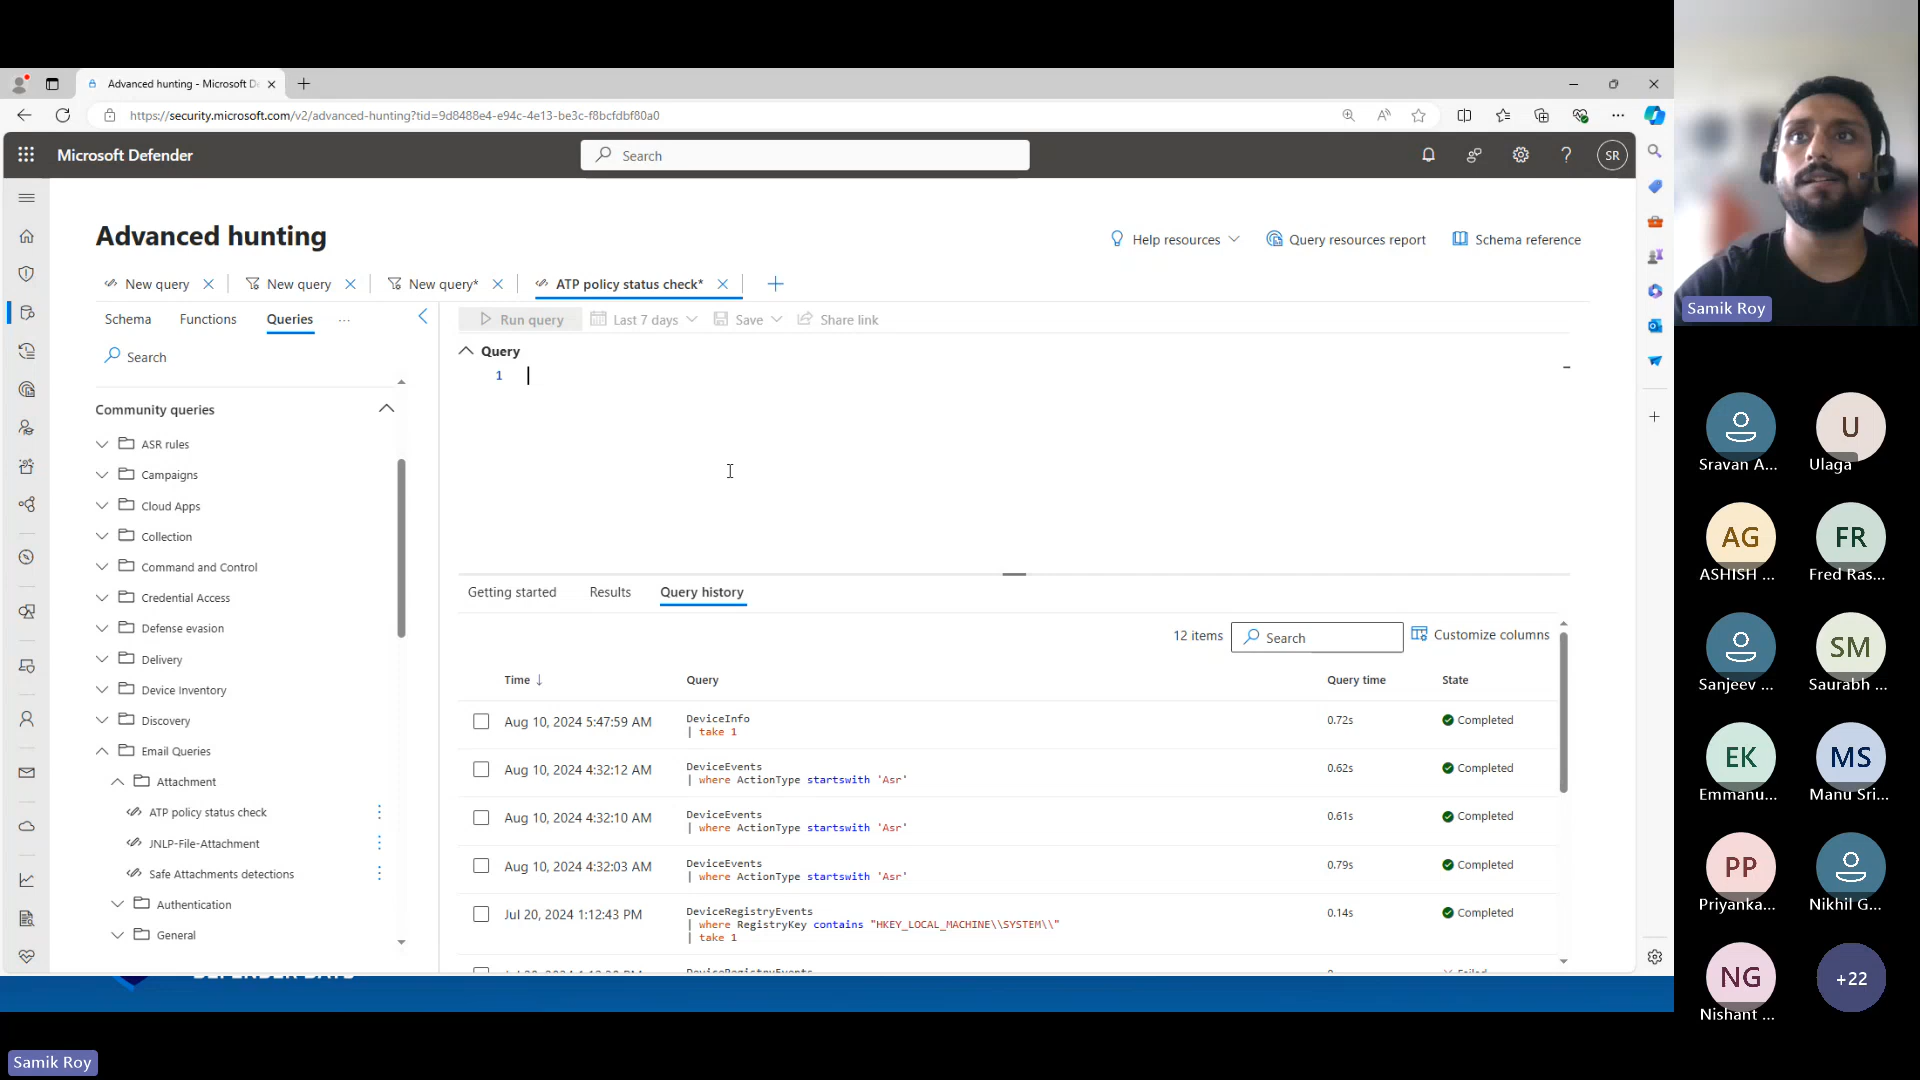 Advanced hunting - Microsoft De
https://security.microsoft.com/v2/advanced-hunting?tid=9d8488e4-e94c-4e13-be3c-f8bcfdbf80a0
Microsoft Defender
Search
SR
Advanced hunting
Help resources
Query resources report
Schema reference
New query
New query
New query*
ATP policy status check*
Schema
Functions
Queries
...
Run query
Last 7 days
Save
Share link
Search
Query
1
Community queries
ASR rules
Campaigns
Cloud Apps
Collection
Command and Control
Credential Access
Defense evasion
Delivery
Device Inventory
Discovery
Email Queries
Attachment
ATP policy status check
JNLP-File-Attachment
Safe Attachments detections
Authentication
General
Getting started
Results
Query history
12 items
Search
Customize columns
Time ↓
Query
Query time
State
Aug 10, 2024 5:47:59 AM
DeviceInfo
| take 1
0.72s
Completed
Aug 10, 2024 4:32:12 AM
DeviceEvents
| where ActionType startswith 'Asr'
0.62s
Completed
Aug 10, 2024 4:32:10 AM
DeviceEvents
| where ActionType startswith 'Asr'
0.61s
Completed
Aug 10, 2024 4:32:03 AM
DeviceEvents
| where ActionType startswith 'Asr'
0.79s
Completed
Jul 20, 2024 1:12:43 PM
DeviceRegistryEvents
| where RegistryKey contains "HKEY_LOCAL_MACHINE\\SYSTEM\\"
| take 1
0.14s
Completed
DeviceRegistryEvents
Samik Roy
Sravan A...
U
Ulaga
AG
ASHISH ...
FR
Fred Ras...
Sanjeev ...
SM
Saurabh ...
EK
Emmanu...
MS
Manu Sri...
PP
Priyanka...
Nikhil G...
NG
Nishant ...
+22
Samik Roy